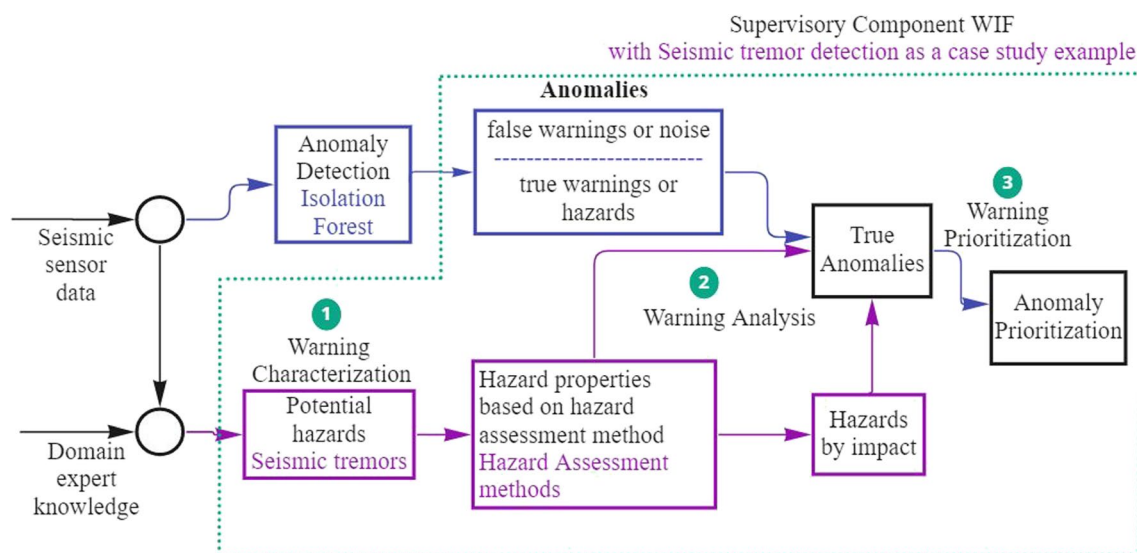 Supervisory Component WIF
with Seismic tremor detection as a case study example
Anomalies
false warnings or noise
true warnings or
hazards
Anomaly
Detection
Isolation
Forest
Seismic
sensor
data
3
Warning
Prioritization
True
Anomalies
Anomaly
Prioritization
2
Warning Analysis
1
Warning
Characterization
Potential
hazards
Seismic tremors
Hazard properties
based on hazard
assessment method
Hazard Assessment
methods
Hazards
by impact
Domain
expert
knowledge